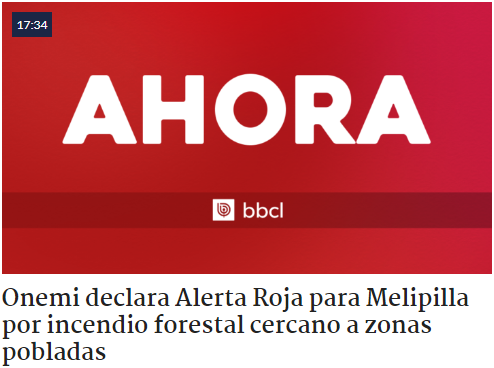 17:34
AHORA
bbcl
Onemi declara Alerta Roja para Melipilla
por incendio forestal cercano a zonas
pobladas